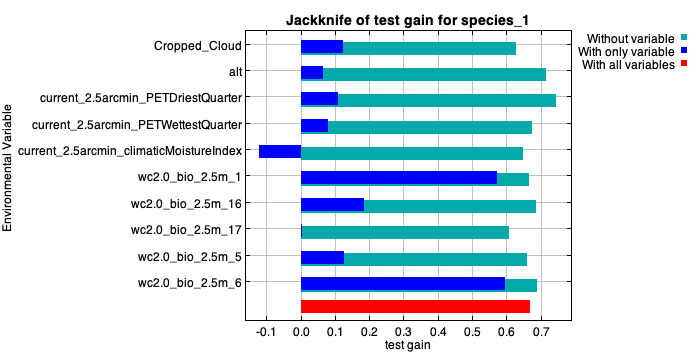 Jackknife of test gain for species_1
Without variable
With only variable
With all variables
Environmental Variable
Cropped_Cloud
alt
current_2.5arcmin_PETDriestQuarter
current_2.5arcmin_PETWettestQuarter
current_2.5arcmin_climaticMoistureIndex
wc2.0_bio_2.5m_1
wc2.0_bio_2.5m_16
wc2.0_bio_2.5m_17
wc2.0_bio_2.5m_5
wc2.0_bio_2.5m_6
-0.1 0.0 0.1 0.2 0.3 0.4 0.5 0.6 0.7
test gain